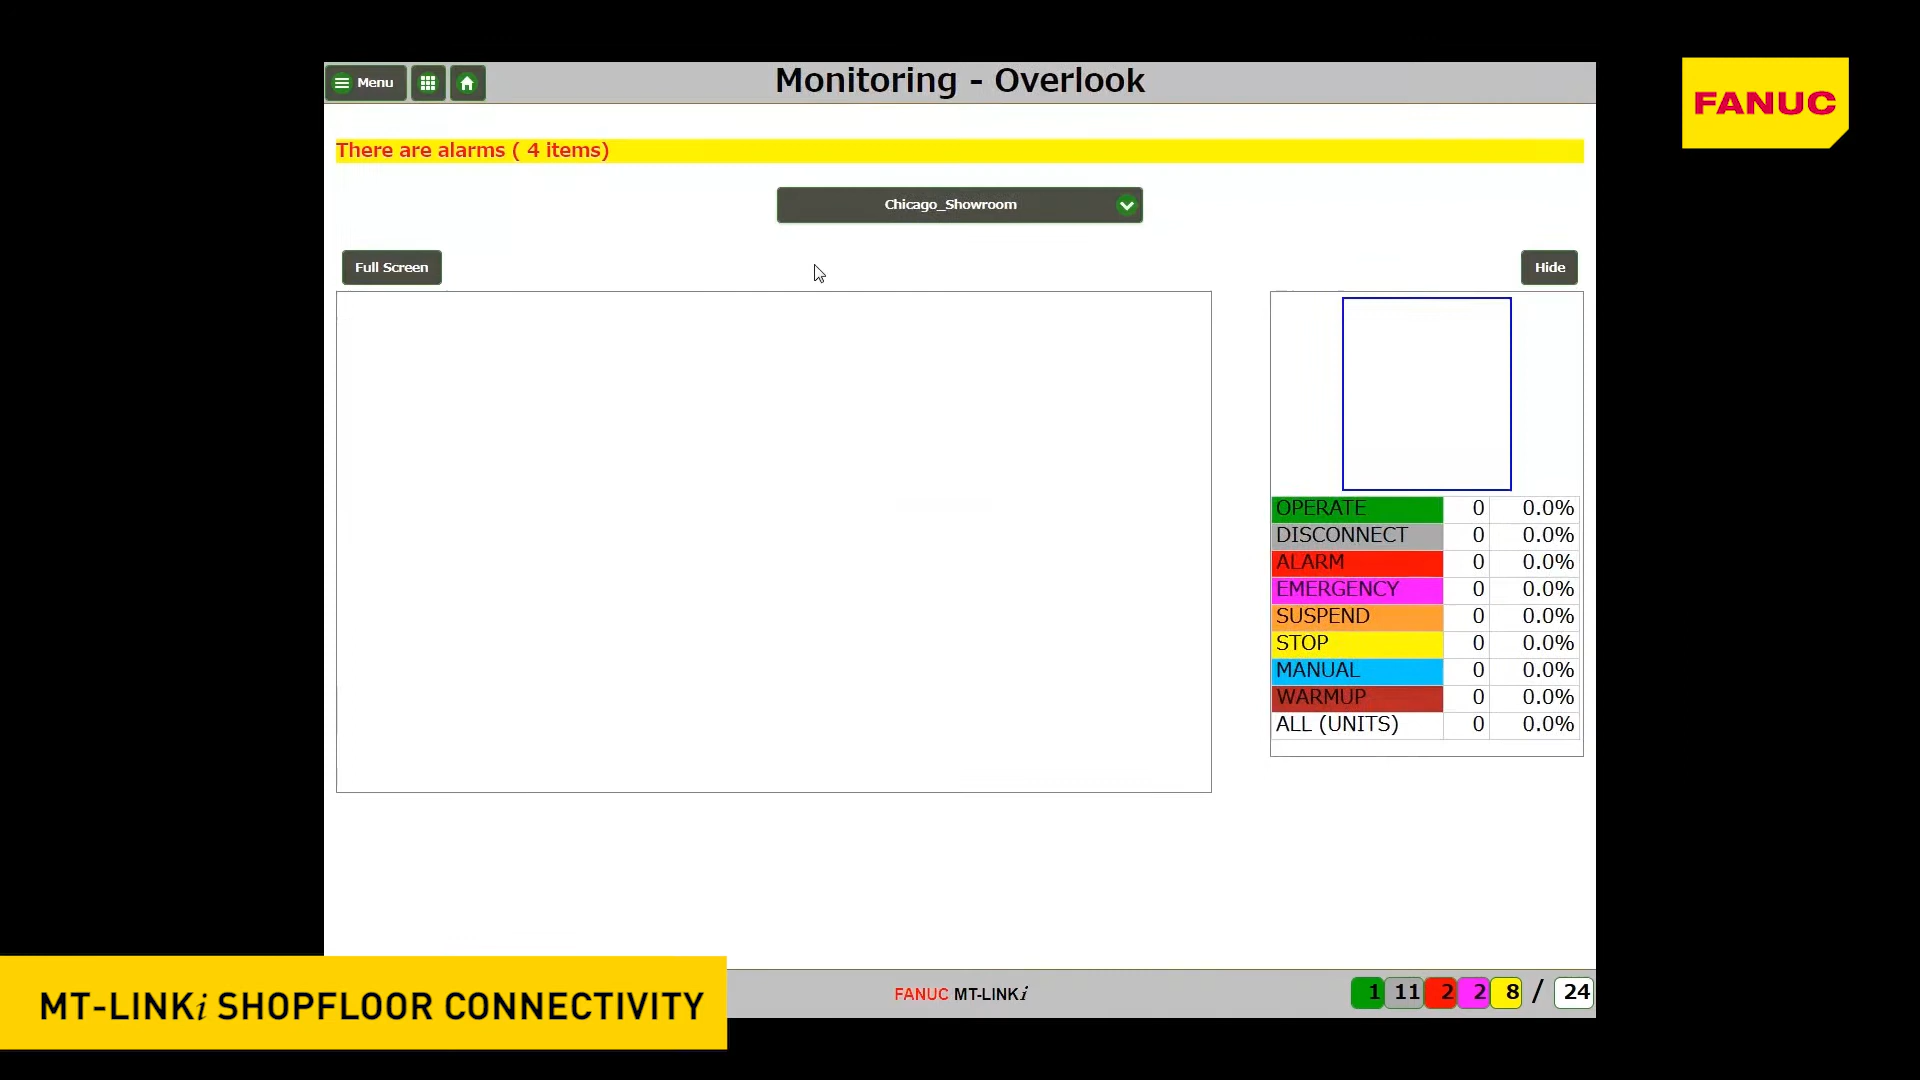 Menu
Monitoring - Overlook
FANUC
There are alarms ( 4 items)
Chicago_Showroom
Full Screen
Hide
OPERATE 0 0.0%
DISCONNECT 0 0.0%
ALARM 0 0.0%
EMERGENCY 0 0.0%
SUSPEND 0 0.0%
STOP 0 0.0%
MANUAL 0 0.0%
WARMUP 0 0.0%
ALL (UNITS) 0 0.0%
MT-LINKi SHOPFLOOR CONNECTIVITY
FANUC MT-LINKi
1 11 2 2 8 / 24